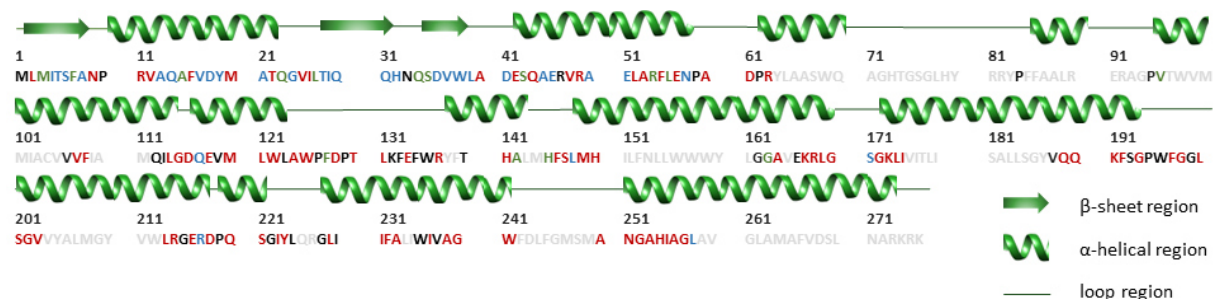 1 11 21 31 41 51 61 71 81 91
MLMITSFANP RVAQAFVDYM ATQGVILTIQ QHNQSDVWLA DESQAERVRA ELARFLENPA DPRYLAASWQ AGHTGSGLHY RRYPFFAALR ERAGPVTWVM
101 111 121 131 141 151 161 171 181 191
MIACVVVFIA MQILGDQEVM LWLAWPFDPT LKFEFWRYFT HALMHFSLMH ILFNLLWWWY LGGAVEKRLG SGKLIVITLI SALLSGYVQQ KFSGPWFGGL
201 211 221 231 241 251 261 271
SGVVYALMGY VWLRGERDPQ SGIYLQRGLI IFALIWIVAG WFDLFGMSMA NGAHIAGLAV GLAMAFVDSL NARKRK
β-sheet region
α-helical region
loop region